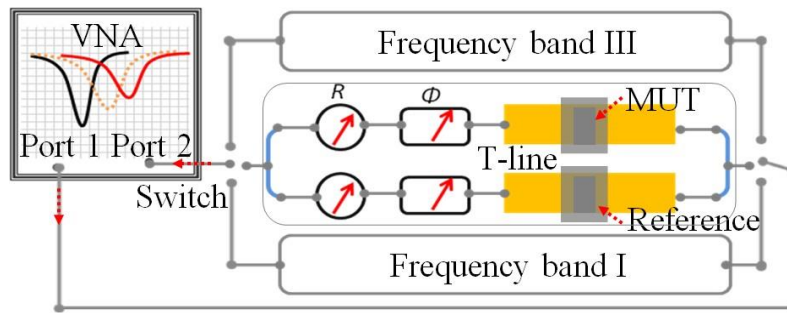 VNA
Port 1 Port 2
Switch
Frequency band III
R Φ
MUT
T-line
Reference
Frequency band I